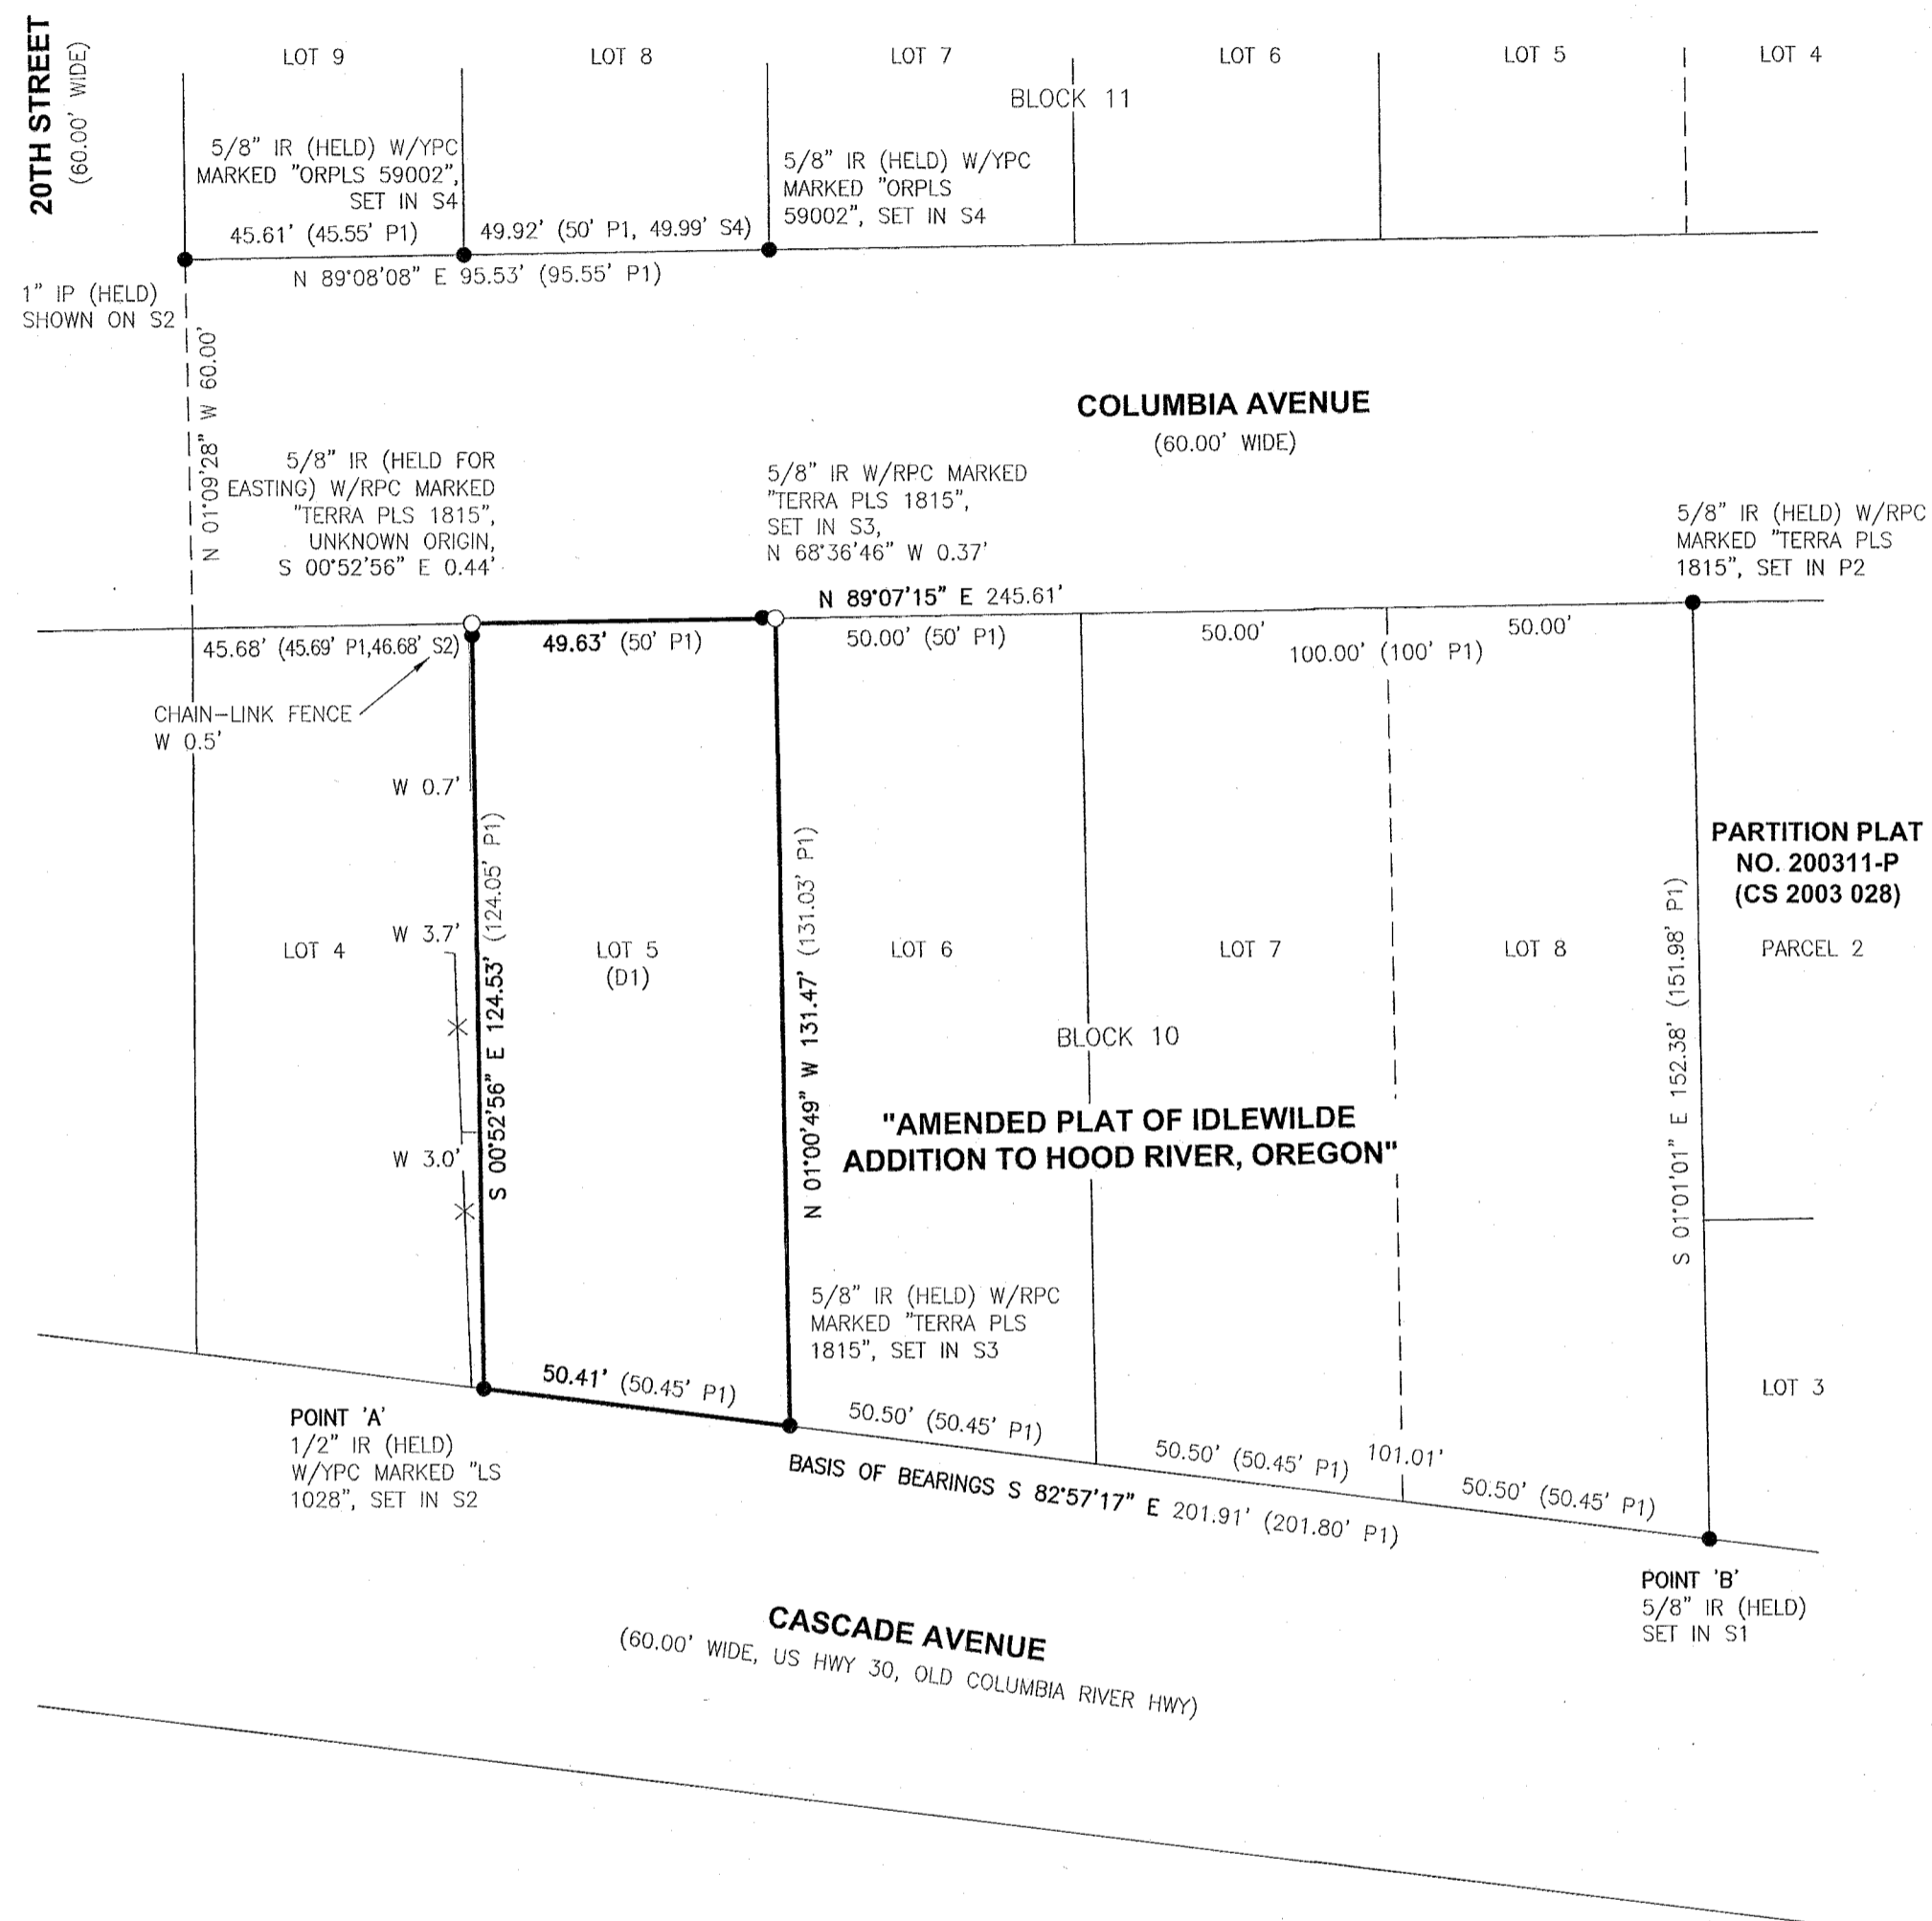 20TH STREET
(60.00' WIDE)
LOT 9
LOT 8
LOT 7
LOT 6
LOT 5
LOT 4
BLOCK 11
5/8" IR (HELD) W/YPC
MARKED "ORPLS 59002",
SET IN S4
5/8" IR (HELD) W/YPC
MARKED "ORPLS
59002", SET IN S4
45.61' (45.55' P1)
49.92' (50' P1, 49.99' S4)
N 89°08'08" E 95.53' (95.55' P1)
1" IP (HELD)
SHOWN ON S2
N 01°09'28" W 60.00'
COLUMBIA AVENUE
(60.00' WIDE)
5/8" IR (HELD FOR
EASTING) W/RPC MARKED
"TERRA PLS 1815",
UNKNOWN ORIGIN,
S 00°52'56" E 0.44'
5/8" IR W/RPC MARKED
"TERRA PLS 1815",
SET IN S3,
N 68°36'46" W 0.37'
5/8" IR (HELD) W/RPC
MARKED "TERRA PLS
1815", SET IN P2
N 89°07'15" E 245.61'
45.68' (45.69' P1,46.68' S2)
49.63' (50' P1)
50.00' (50' P1)
50.00'
50.00'
100.00' (100' P1)
CHAIN-LINK FENCE
W 0.5'
W 0.7'
W 3.7'
W 3.0'
S 00°52'56" E 124.53' (124.05' P1)
N 01°00'49" W 131.47' (131.03' P1)
S 01°01'01" E 152.38' (151.98' P1)
PARTITION PLAT
NO. 200311-P
(CS 2003 028)
LOT 4
LOT 5
(D1)
LOT 6
LOT 7
LOT 8
PARCEL 2
BLOCK 10
"AMENDED PLAT OF IDLEWILDE
ADDITION TO HOOD RIVER, OREGON"
5/8" IR (HELD) W/RPC
MARKED "TERRA PLS
1815", SET IN S3
LOT 3
50.41' (50.45' P1)
50.50' (50.45' P1)
50.50' (50.45' P1)
101.01'
50.50' (50.45' P1)
BASIS OF BEARINGS S 82°57'17" E 201.91' (201.80' P1)
POINT 'A'
1/2" IR (HELD)
W/YPC MARKED "LS
1028", SET IN S2
POINT 'B'
5/8" IR (HELD)
SET IN S1
CASCADE AVENUE
(60.00' WIDE, US HWY 30, OLD COLUMBIA RIVER HWY)